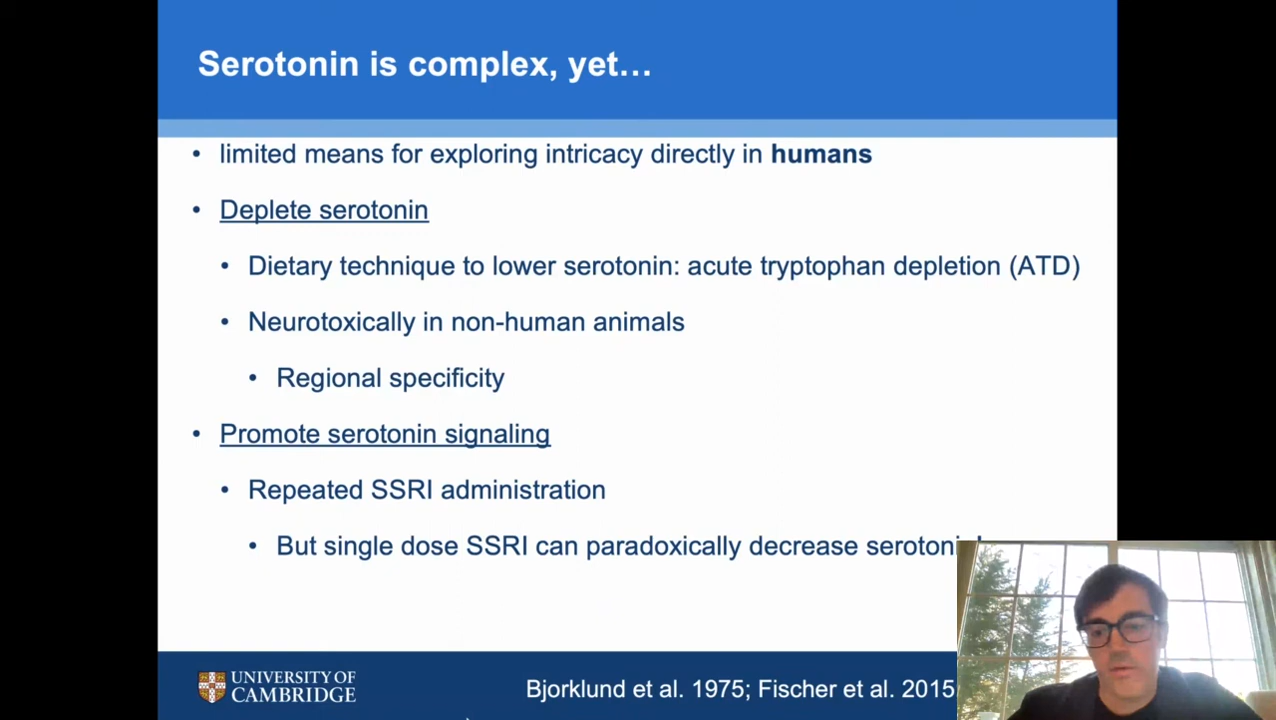 Serotonin is complex, yet…
• limited means for exploring intricacy directly in humans
• Deplete serotonin
• Dietary technique to lower serotonin: acute tryptophan depletion (ATD)
• Neurotoxically in non-human animals
• Regional specificity
• Promote serotonin signaling
• Repeated SSRI administration
• But single dose SSRI can paradoxically decrease
UNIVERSITY OF
CAMBRIDGE
Bjorklund et al. 1975; Fischer et al. 2015